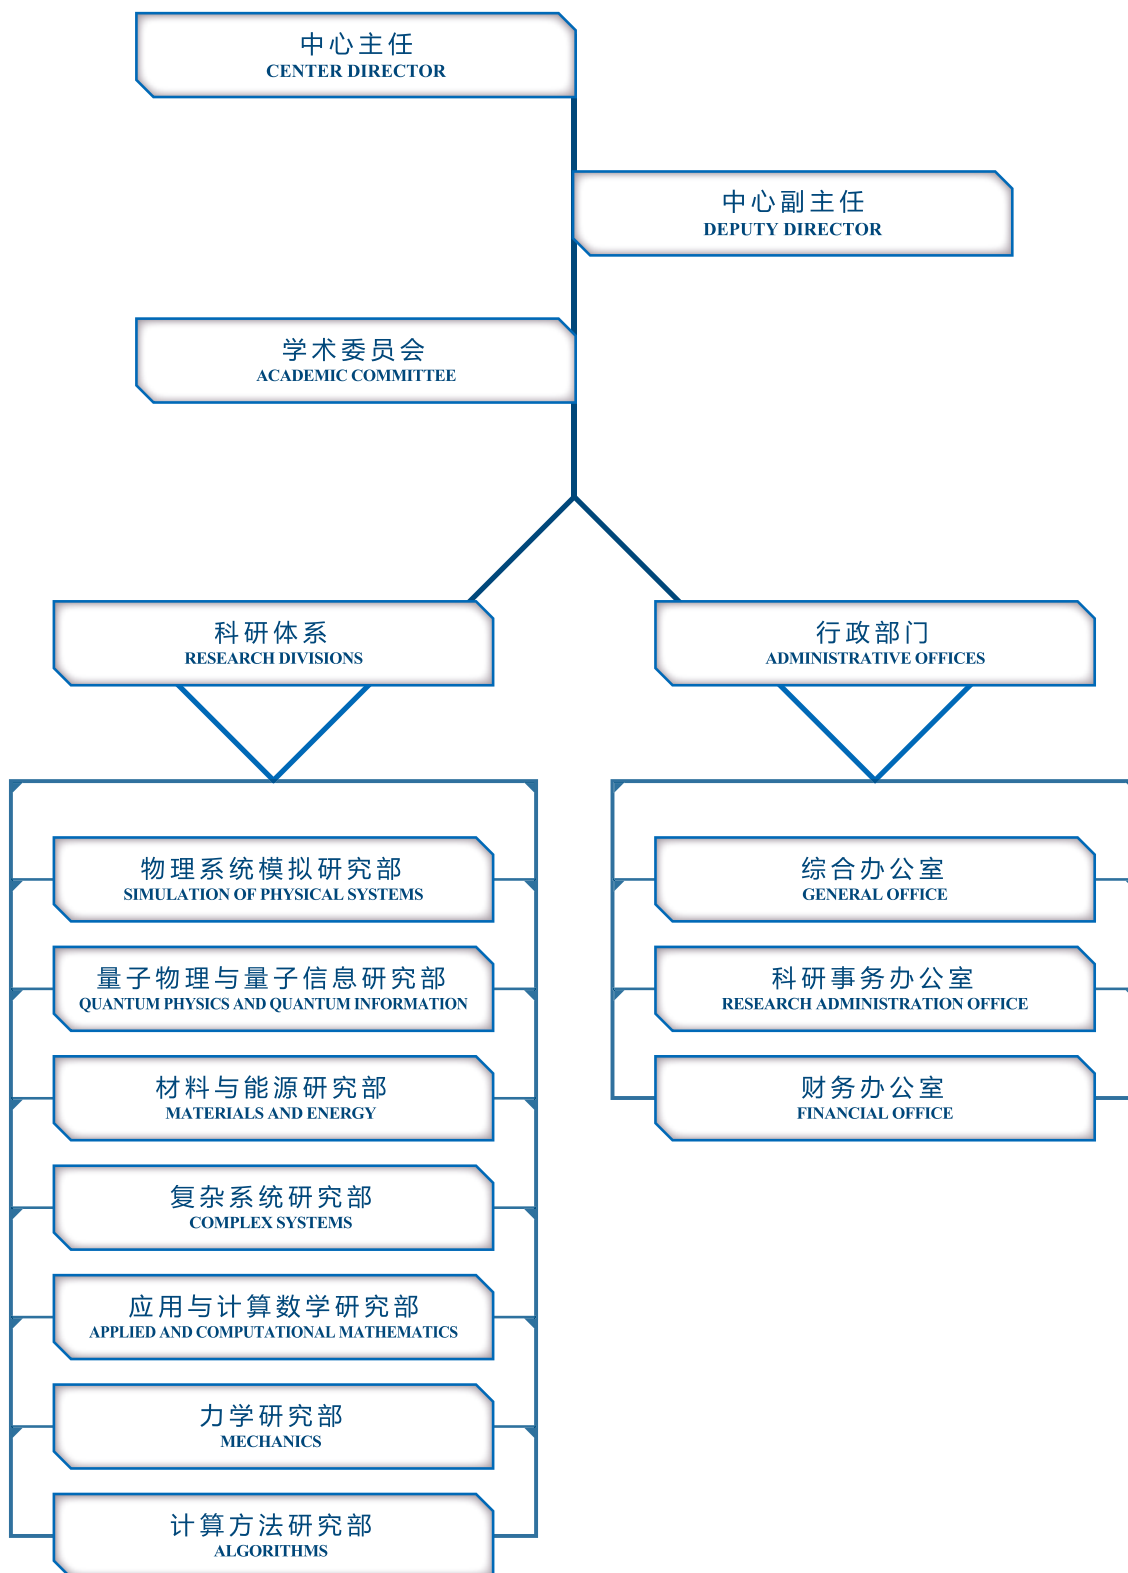 中心主任
CENTER DIRECTOR
中心副主任
DEPUTY DIRECTOR
学术委员会
ACADEMIC COMMITTEE
科研体系
RESEARCH DIVISIONS
行政部门
ADMINISTRATIVE OFFICES
物理系统模拟研究部
SIMULATION OF PHYSICAL SYSTEMS
量子物理与量子信息研究部
QUANTUM PHYSICS AND QUANTUM INFORMATION
材料与能源研究部
MATERIALS AND ENERGY
复杂系统研究部
COMPLEX SYSTEMS
应用与计算数学研究部
APPLIED AND COMPUTATIONAL MATHEMATICS
力学研究部
MECHANICS
计算方法研究部
ALGORITHMS
综合办公室
GENERAL OFFICE
科研事务办公室
RESEARCH ADMINISTRATION OFFICE
财务办公室
FINANCIAL OFFICE